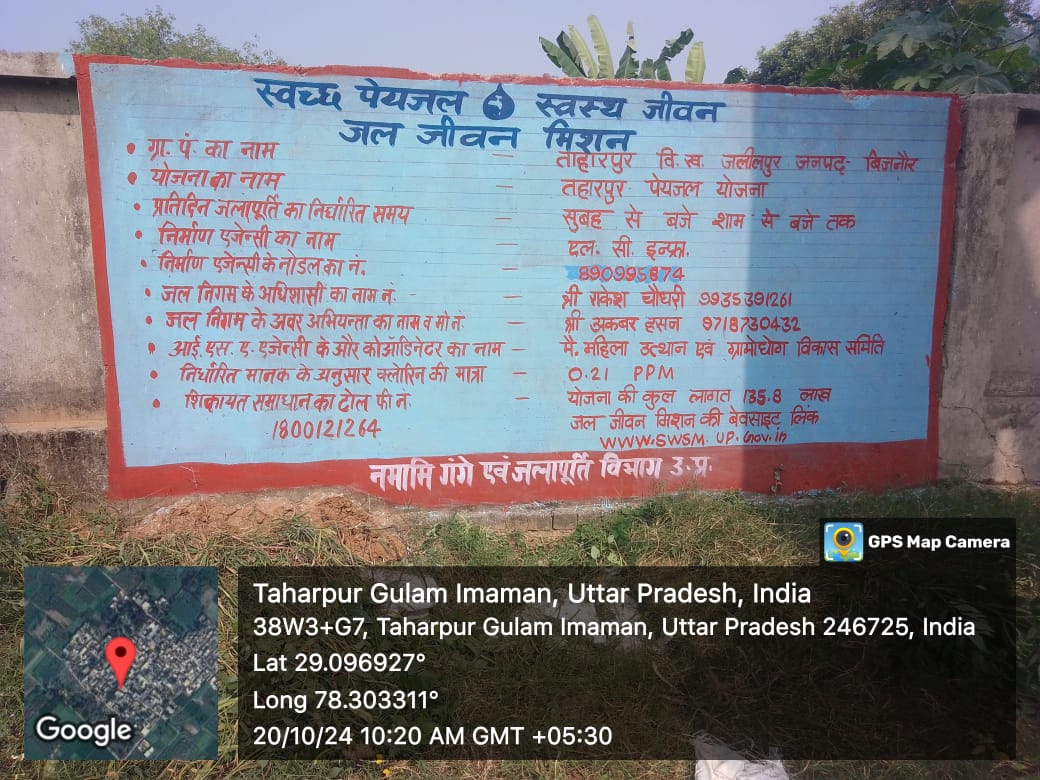 स्वच्छ पेयजल स्वस्थ जीवन
जल जीवन मिशन
• ग्रा. पं. का नाम – ताहारपुर वि.ख. जलीलपुर जनपद- बिजनौर
• योजना का नाम – तहारपुर पेयजल योजना
• प्रतिदिन जलापूर्ति का निर्धारित समय – सुबह से बजे शाम से बजे तक
• निर्माण एजेन्सी का नाम – एल. सी. इन्फ्रा.
• निर्माण एजेन्सी के नोडल का नं. – 890995874
• जल निगम के अधिशासी का नाम नं. – श्री राकेश चौधरी 9935391261
• जल निगम के अवर अभियन्ता का नाम व मो नं. – श्री अकबर हसन 9718730432
• आई. एस. ए. एजेन्सी के और कोऑडिनेटर का नाम – मै. महिला उत्थान एवं ग्रामोधोग विकास समिति
• निर्धारित मानक के अनुसार क्लोरिन की मात्रा – 0.21 PPM
• शिकायत समाधान का टोल फ्री न. – योजना की कुल लागत 135.8 लाख
1800121264 जल जीवन मिशन की बेवसाइट लिंक
www.swsm.up.Gov.in
नमामि गंगे एवं जलापूर्ति विभाग उ. प्र.
GPS Map Camera
Taharpur Gulam Imaman, Uttar Pradesh, India
38W3+G7, Taharpur Gulam Imaman, Uttar Pradesh 246725, India
Lat 29.096927°
Long 78.303311°
20/10/24 10:20 AM GMT +05:30
Google